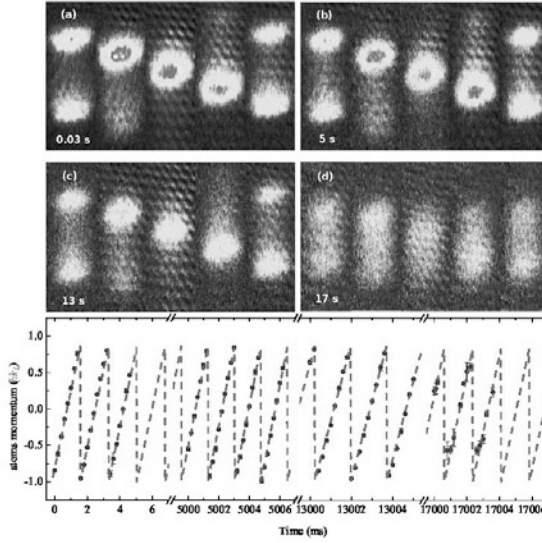 (a)
(b)
0.03 s
5 s
(c)
(d)
13 s
17 s
1.0
0.5
0.0
-0.5
-1.0
atoms momentum
0 2 4 6 5000 5002 5004 5006 13000 13002 13004 17000 17002 17004
Time (ms)